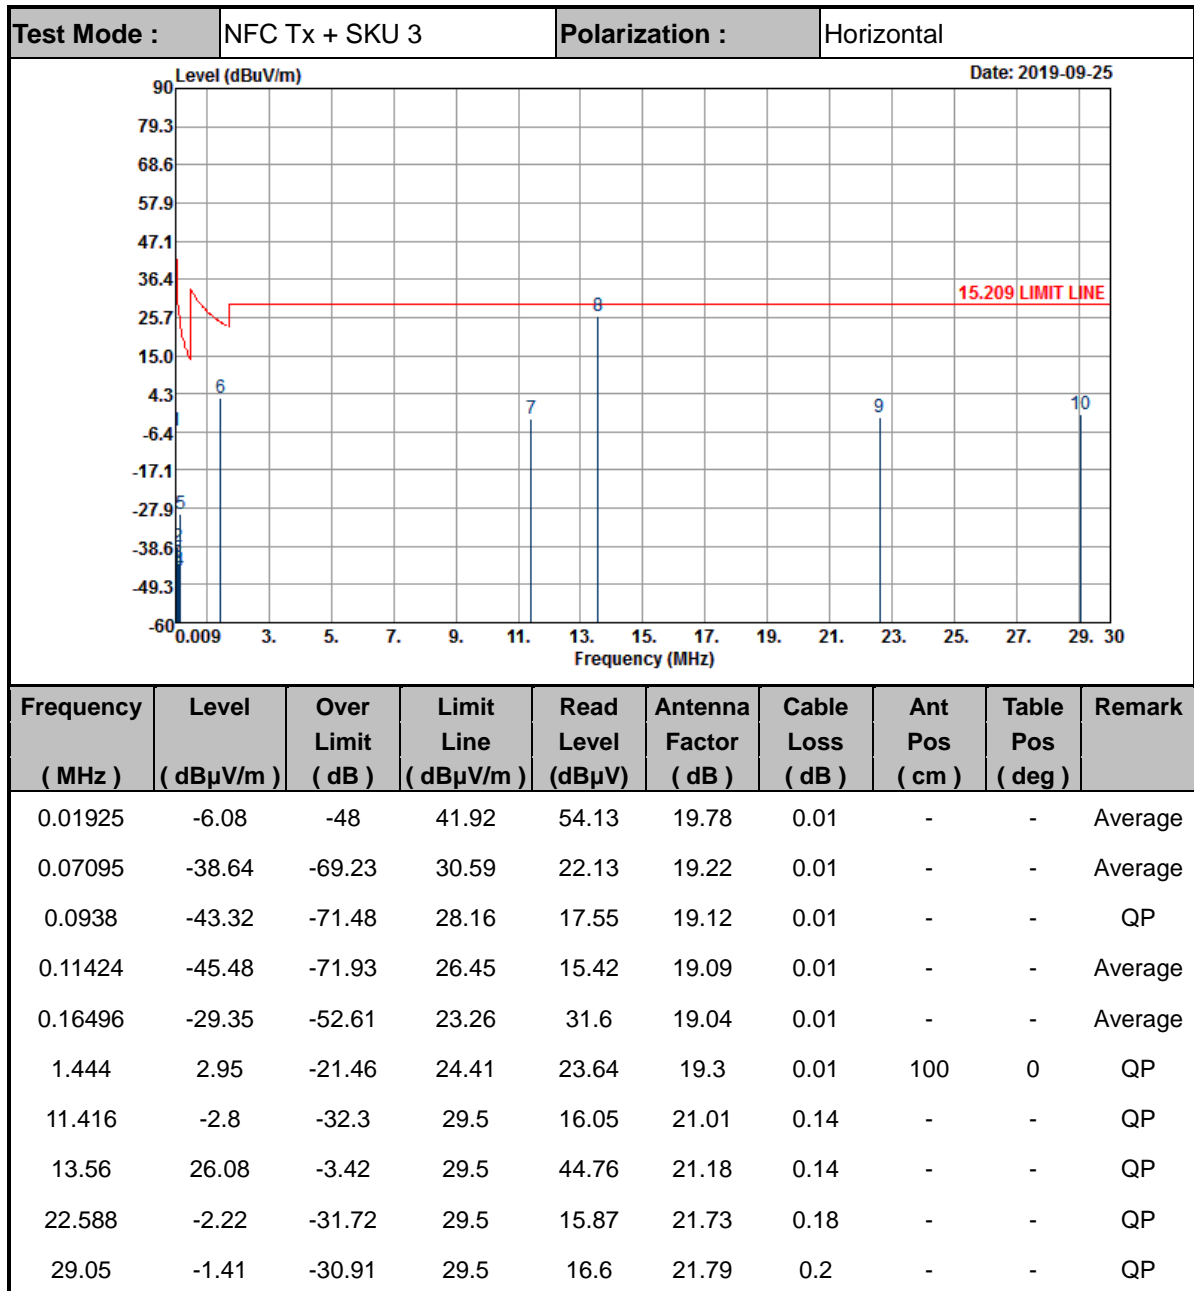 Test Mode : NFC Tx + SKU 3 Polarization : Horizontal
Level (dBuV/m) Date: 2019-09-25
90
79.3
68.6
57.9
47.1
36.4
15.209 LIMIT LINE
8
25.7
15.0
6
4.3
7 9 10
-6.4
-17.1
5
-27.9
-38.6
-49.3
-60
0.009 3. 5. 7. 9. 11. 13. 15. 17. 19. 21. 23. 25. 27. 29. 30
Frequency (MHz)
Frequency Level Over Limit Read Antenna Cable Ant Table Remark
Limit Line Level Factor Loss Pos Pos
( MHz ) ( dBμV/m ) ( dB ) ( dBμV/m ) (dBμV) ( dB ) ( dB ) ( cm ) ( deg )
0.01925 -6.08 -48 41.92 54.13 19.78 0.01 - - Average
0.07095 -38.64 -69.23 30.59 22.13 19.22 0.01 - - Average
0.0938 -43.32 -71.48 28.16 17.55 19.12 0.01 - - QP
0.11424 -45.48 -71.93 26.45 15.42 19.09 0.01 - - Average
0.16496 -29.35 -52.61 23.26 31.6 19.04 0.01 - - Average
1.444 2.95 -21.46 24.41 23.64 19.3 0.01 100 0 QP
11.416 -2.8 -32.3 29.5 16.05 21.01 0.14 - - QP
13.56 26.08 -3.42 29.5 44.76 21.18 0.14 - - QP
22.588 -2.22 -31.72 29.5 15.87 21.73 0.18 - - QP
29.05 -1.41 -30.91 29.5 16.6 21.79 0.2 - - QP